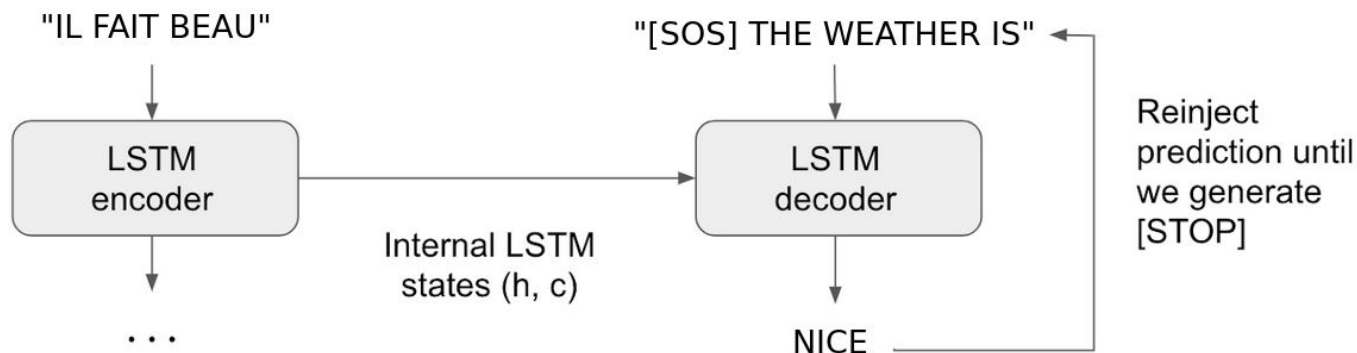 "IL FAIT BEAU"
"[SOS] THE WEATHER IS"
LSTM
encoder
LSTM
decoder
Reinject
prediction until
we generate
[STOP]
Internal LSTM
states (h, c)
...
NICE